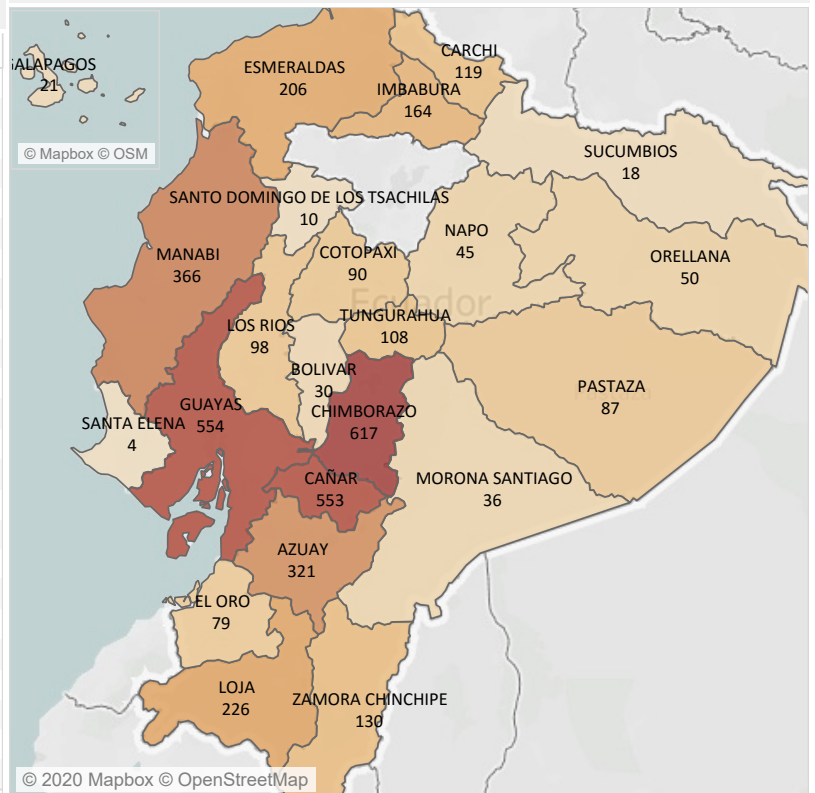 CARCHI
119
ESMERALDAS
206
IMBABURA
164
ALAPAGOS
21
© Mapbox © OSM
SUCUMBIOS
18
SANTO DOMINGO DE LOS TSACHILAS
10
NAPO
45
MANABI
366
COTOPAXI
90
ORELLANA
50
Ecuador
TUNGURAHUA
108
LOS RIOS
98
BOLIVAR
30
PASTAZA
87
GUAYAS
554
CHIMBORAZO
617
SANTA ELENA
4
CAÑAR
553
MORONA SANTIAGO
36
AZUAY
321
EL ORO
79
LOJA
226
ZAMORA CHINCHIPE
130
© 2020 Mapbox © OpenStreetMap